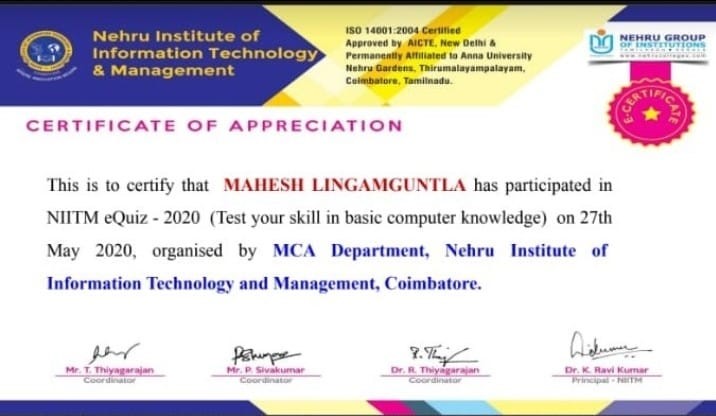 Nehru Institute of
Information Technology
& Management
ISO 14001:2004 Certified
Approved by AICTE, New Delhi &
Permanently Affiliated to Anna University
Nehru Gardens, Thirumalayampalayam,
Coimbatore, Tamilnadu.
NEHRU GROUP
OF INSTITUTIONS
TAMILNADU KERALA
www.nehrucolleges.com
E-CERTIFICATE
CERTIFICATE OF APPRECIATION
This is to certify that MAHESH LINGAMGUNTLA has participated in
NIITM eQuiz - 2020 (Test your skill in basic computer knowledge) on 27th
May 2020, organised by MCA Department, Nehru Institute of
Information Technology and Management, Coimbatore.
Mr. T. Thiyagarajan
Coordinator
Mr. P. Sivakumar
Coordinator
Dr. R. Thiyagarajan
Coordinator
Dr. K. Ravi Kumar
Principal - NIITM